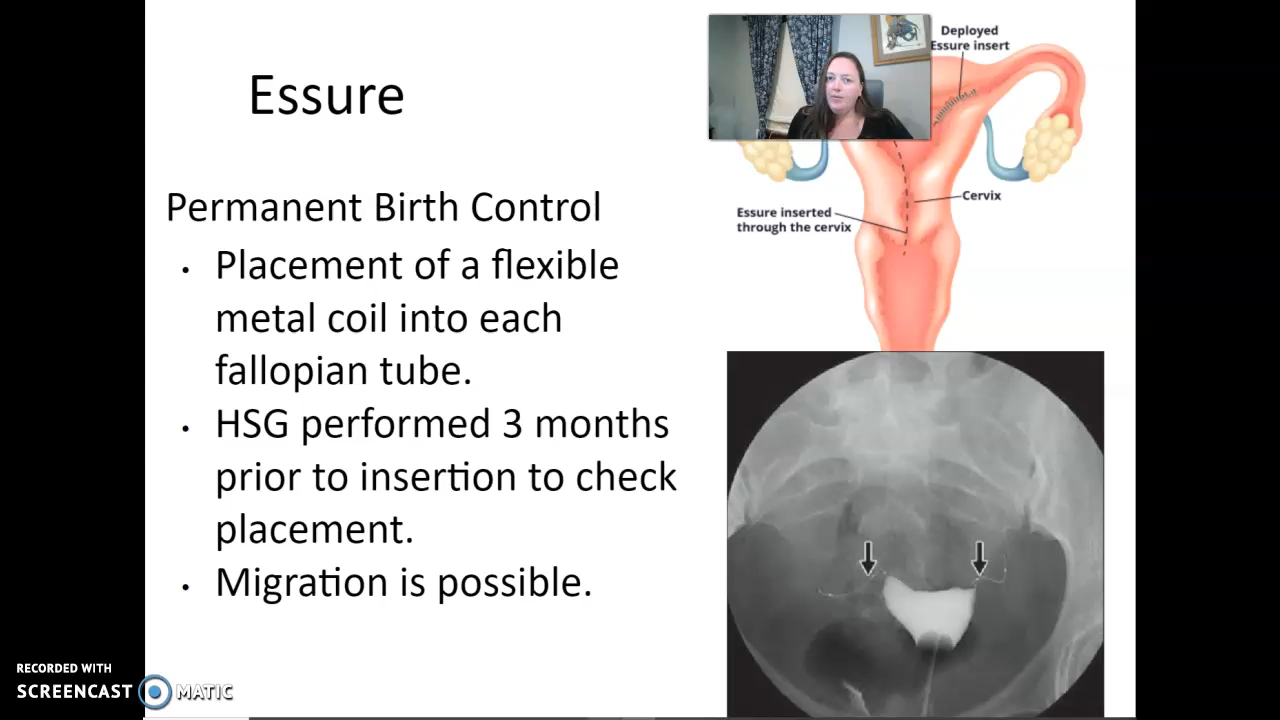 Essure
Permanent Birth Control
• Placement of a flexible
metal coil into each
fallopian tube.
• HSG performed 3 months
prior to insertion to check
placement.
• Migration is possible.
Deployed
Essure insert
Cervix
Essure inserted
through the cervix
RECORDED WITH
SCREENCAST MATIC